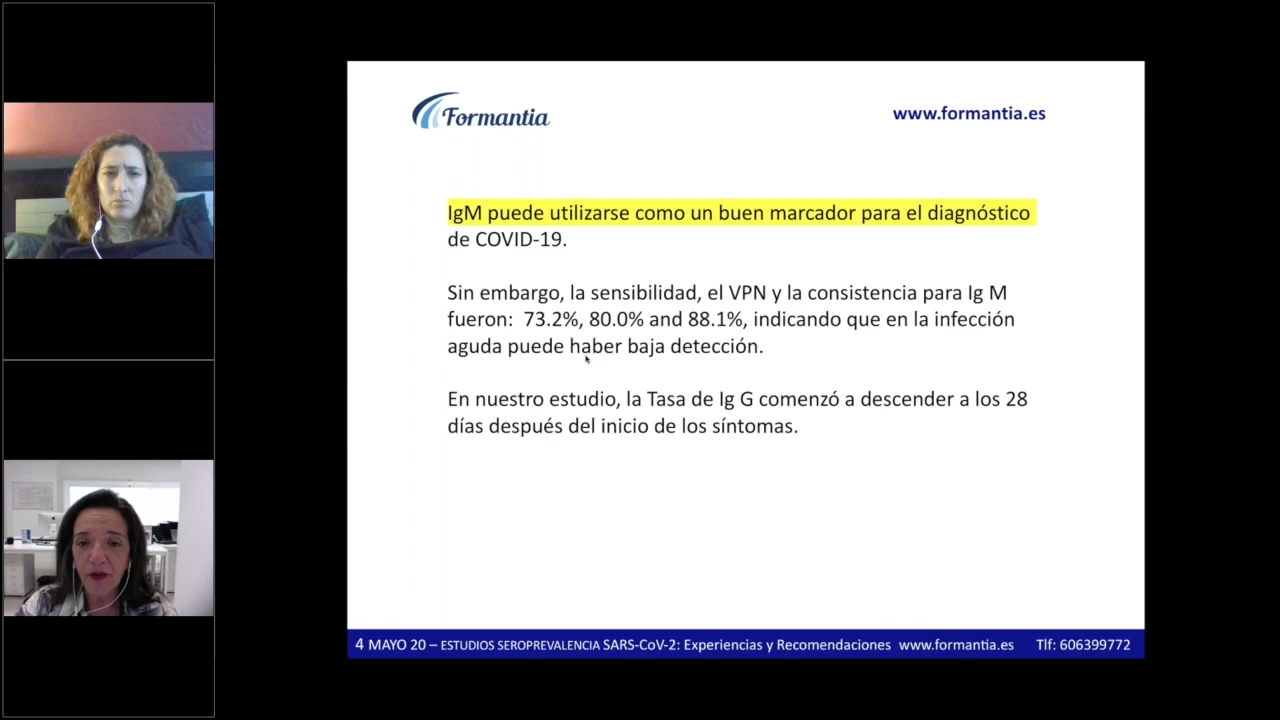 Formantia
www.formantia.es
IgM puede utilizarse como un buen marcador para el diagnóstico
de COVID-19.
Sin embargo, la sensibilidad, el VPN y la consistencia para Ig M
fueron: 73.2%, 80.0% and 88.1%, indicando que en la infección
aguda puede haber baja detección.
En nuestro estudio, la Tasa de Ig G comenzó a descender a los 28
días después del inicio de los síntomas.
4 MAYO 20 – ESTUDIOS SEROPREVALENCIA SARS-CoV-2: Experiencias y Recomendaciones www.formantia.es Tlf: 606399772